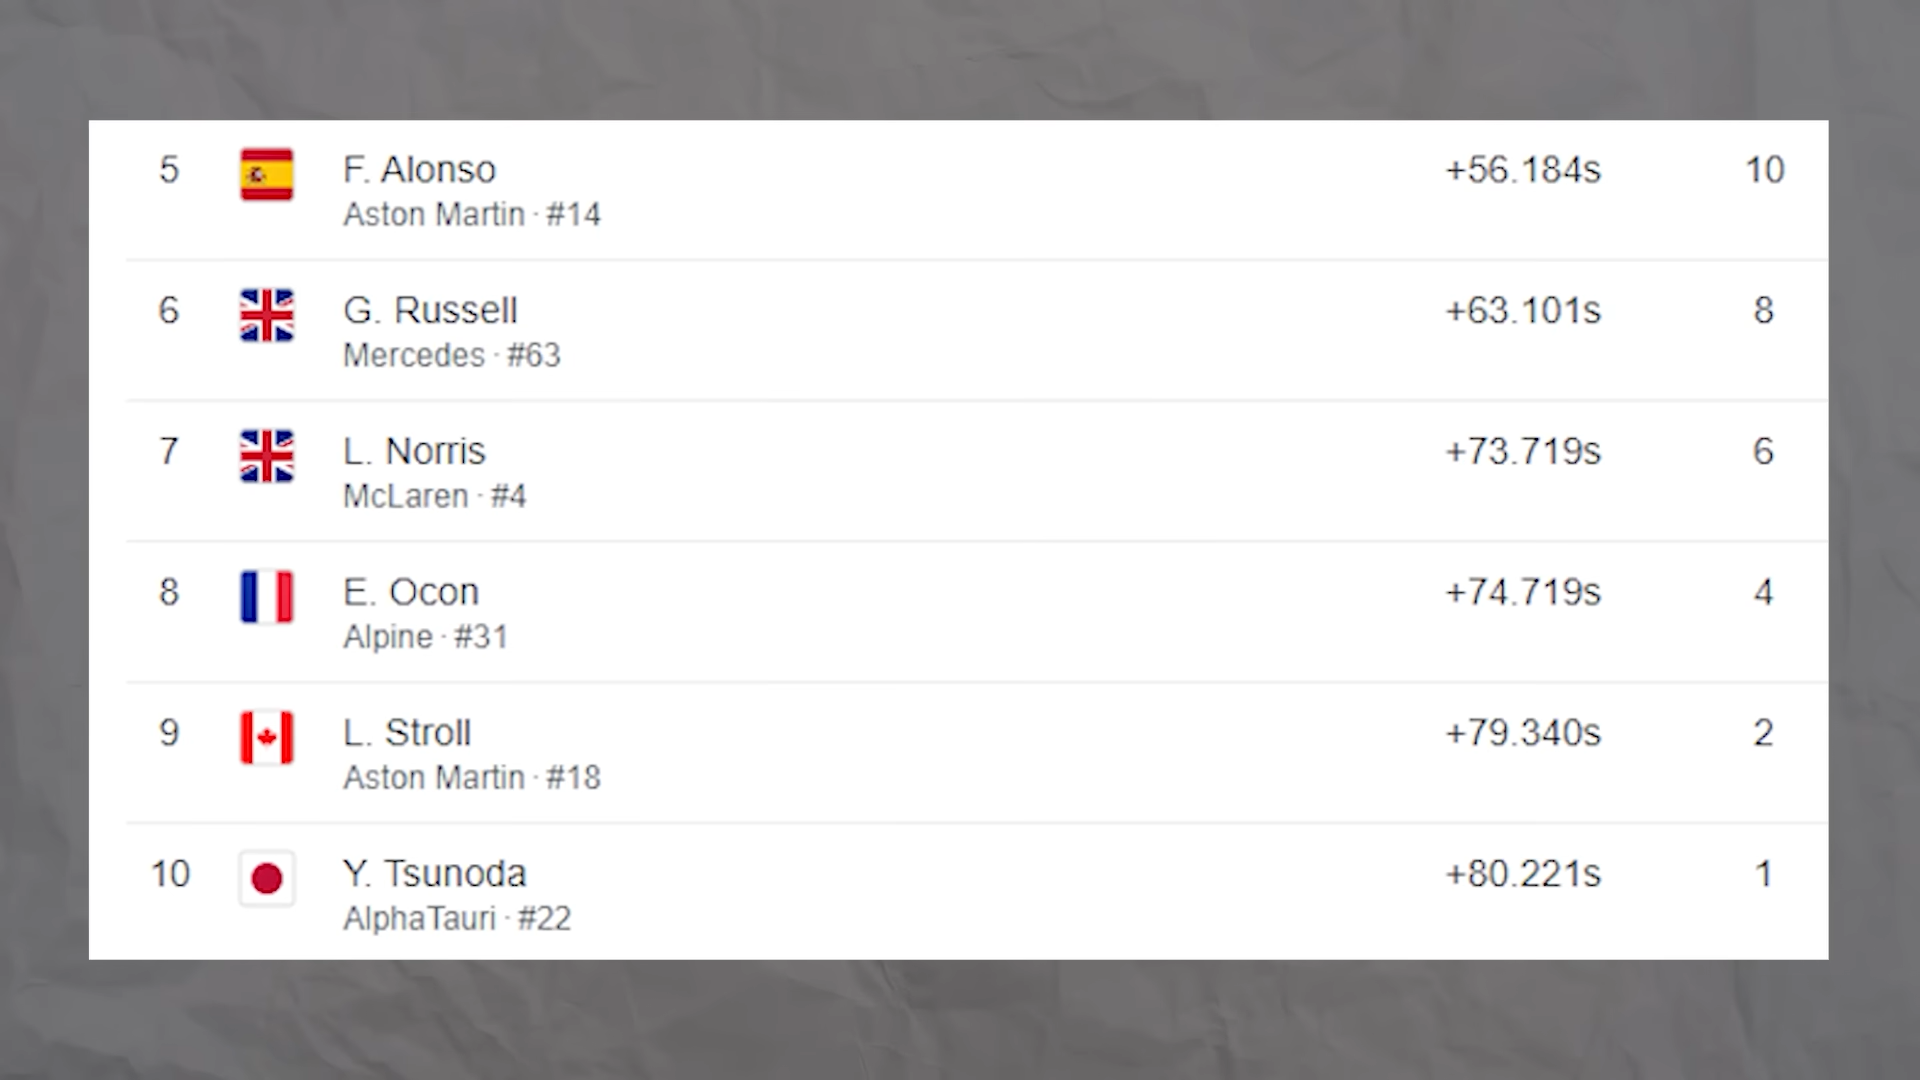 5 F. Alonso +56.184s 10
Aston Martin · #14
6 G. Russell +63.101s 8
Mercedes · #63
7 L. Norris +73.719s 6
McLaren · #4
8 E. Ocon +74.719s 4
Alpine · #31
9 L. Stroll +79.340s 2
Aston Martin · #18
10 Y. Tsunoda +80.221s 1
AlphaTauri · #22